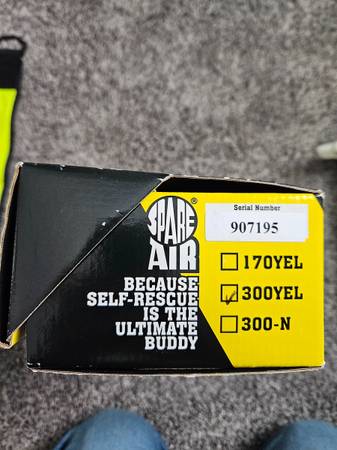 SPARE
AIR®
BECAUSE
SELF-RESCUE
IS THE
ULTIMATE
BUDDY
Serial Number
907195
170YEL
300YEL
300-N